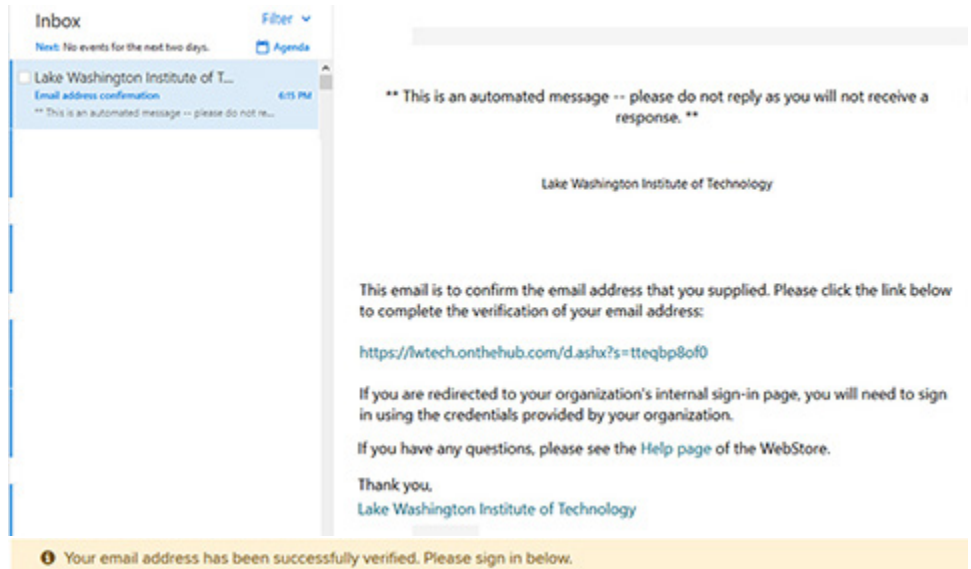 Inbox
Filter
Next: No events for the next two days.
Agenda
Lake Washington Institute of T...
Email address confirmation
6:15 PM
** This is an automated message -- please do not re...
** This is an automated message -- please do not reply as you will not receive a
response. **
Lake Washington Institute of Technology
This email is to confirm the email address that you supplied. Please click the link below
to complete the verification of your email address:
https://lwtech.onthehub.com/d.ashx?s=tteqbp8of0
If you are redirected to your organization's internal sign-in page, you will need to sign
in using the credentials provided by your organization.
If you have any questions, please see the Help page of the WebStore.
Thank you,
Lake Washington Institute of Technology
Your email address has been successfully verified. Please sign in below.